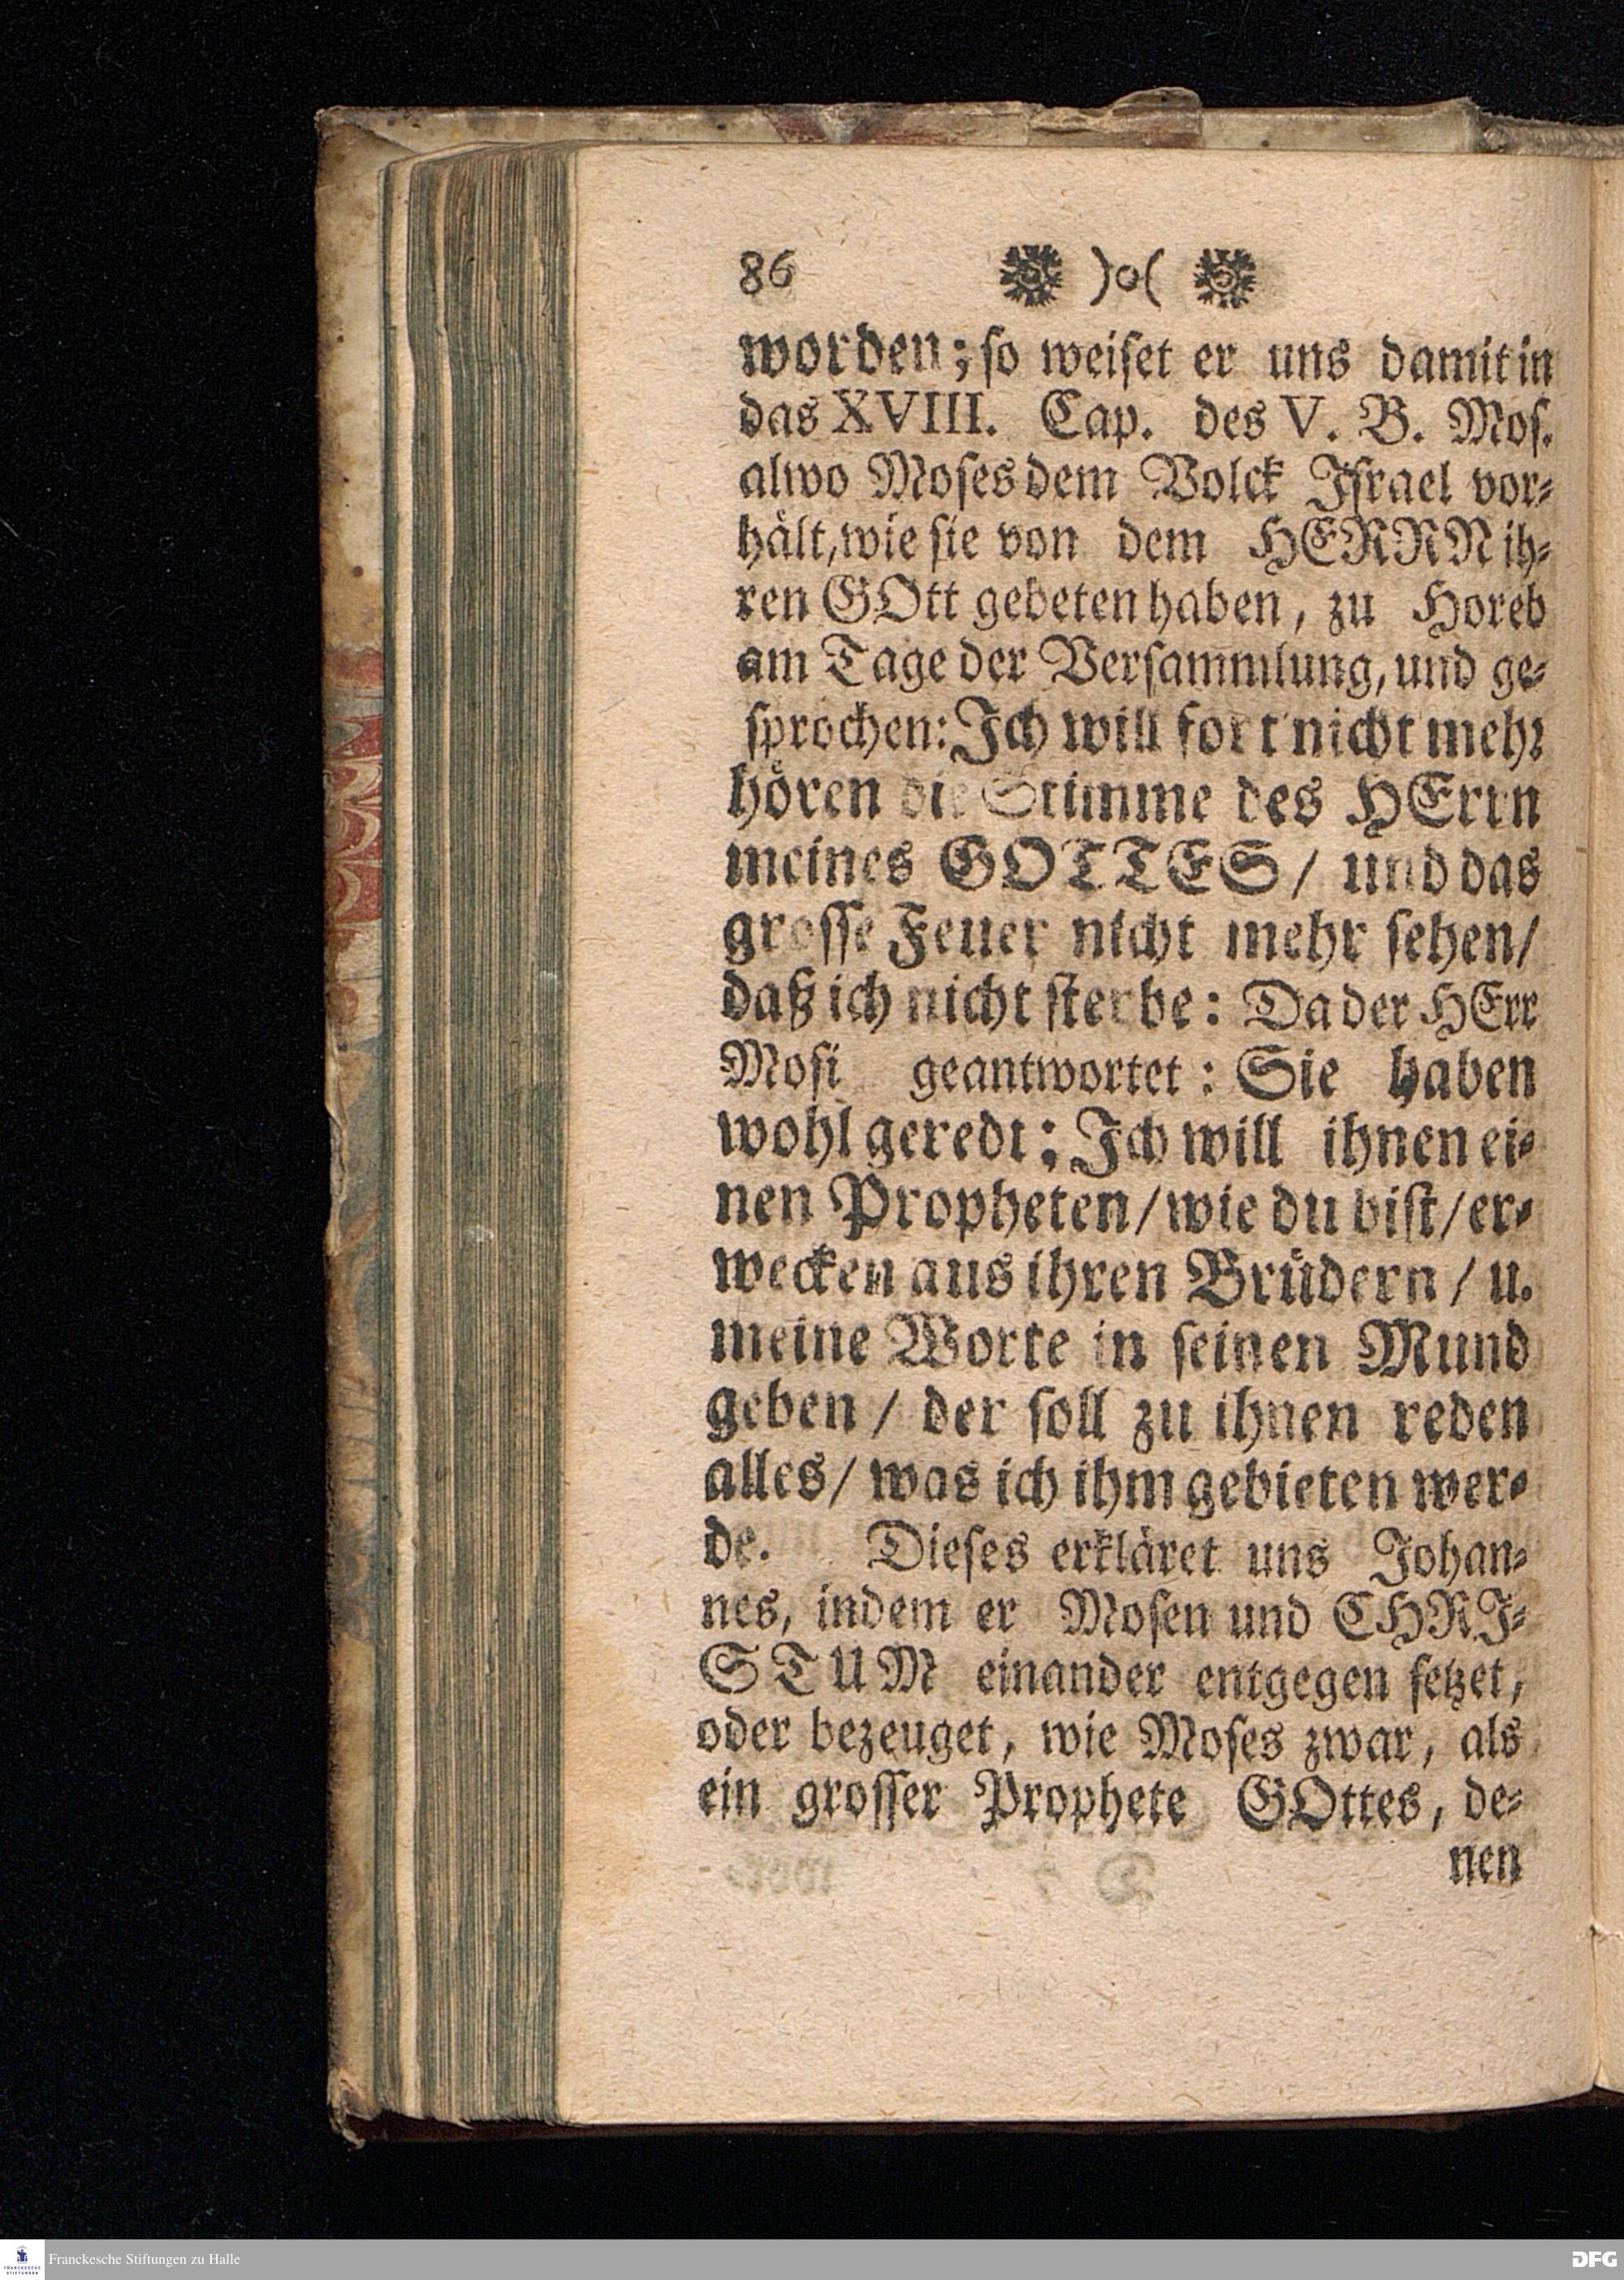 86 )o(
worden; so weiset er uns damit in
das XVIII. Cap. des V. B. Mos.
alwo Moses dem Volck Israel vor-
hält, wie sie von dem HERRN ih-
ren GOtt gebeten haben, zu Horeb
am Tage der Versammlung, und ge-
sprochen: Ich will fort nicht mehr
hören die Stimme des HErrn
meines GOTTES / und das
grosse Feuer nicht mehr sehen /
daß ich nicht sterbe: Da der HErr
Mosi geantwortet: Sie haben
wohl geredt; Ich will ihnen ei-
nen Propheten / wie du bist / er-
wecken aus ihren Brüdern / u.
meine Worte in seinen Mund
geben / der soll zu ihnen reden
alles / was ich ihm gebieten wer-
de. Dieses erkläret uns Johan-
nes, indem er Mosen und CHRI-
STUM einander entgegen setzet,
oder bezeuget, wie Moses zwar, als
ein grosser Prophete GOttes, de-
nen
Franckesche Stiftungen zu Halle
DFG